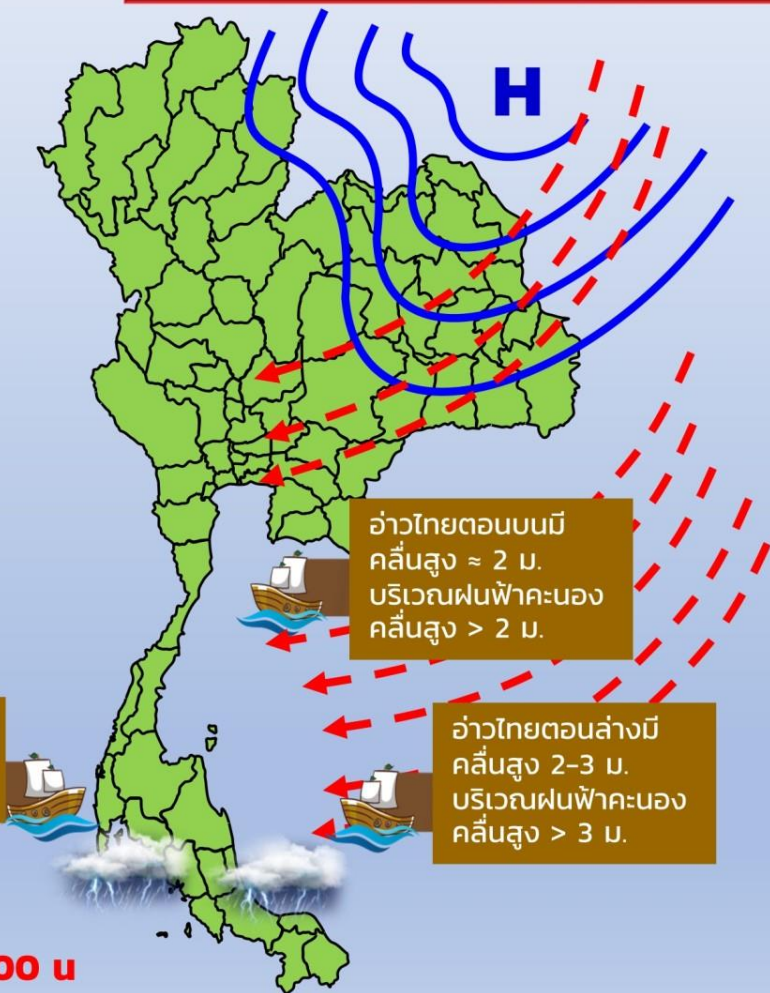 H
อ่าวไทยตอนบนมี
คลื่นสูง ≈ 2 ม.
บริเวณฝนฟ้าคะนอง
คลื่นสูง > 2 ม.
อ่าวไทยตอนล่างมี
คลื่นสูง 2-3 ม.
บริเวณฝนฟ้าคะนอง
คลื่นสูง > 3 ม.
00 น